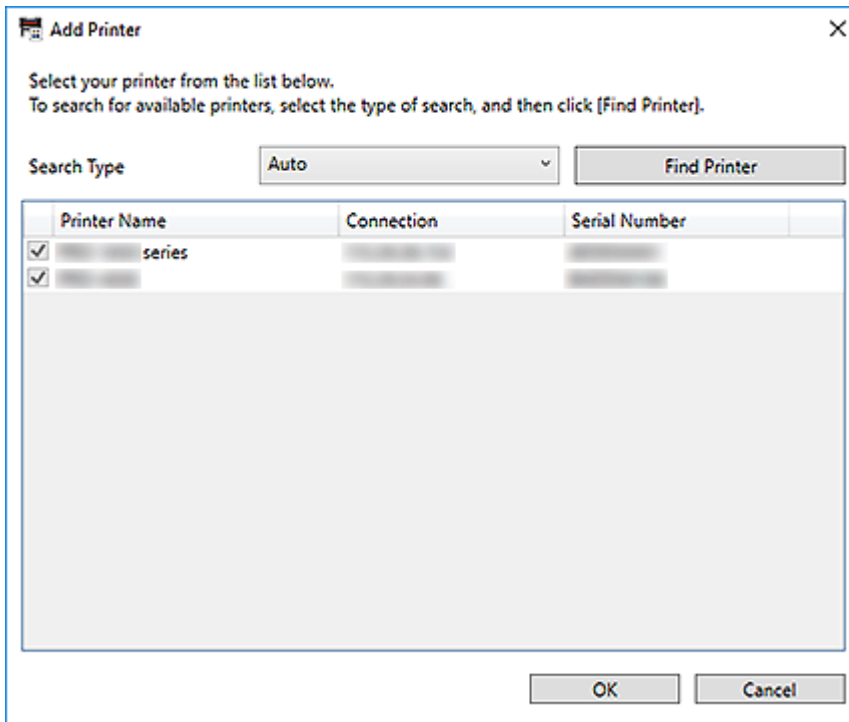 Add Printer
Select your printer from the list below.
To search for available printers, select the type of search, and then click [Find Printer].
Search Type Auto Find Printer
Printer Name Connection Serial Number
series
OK Cancel